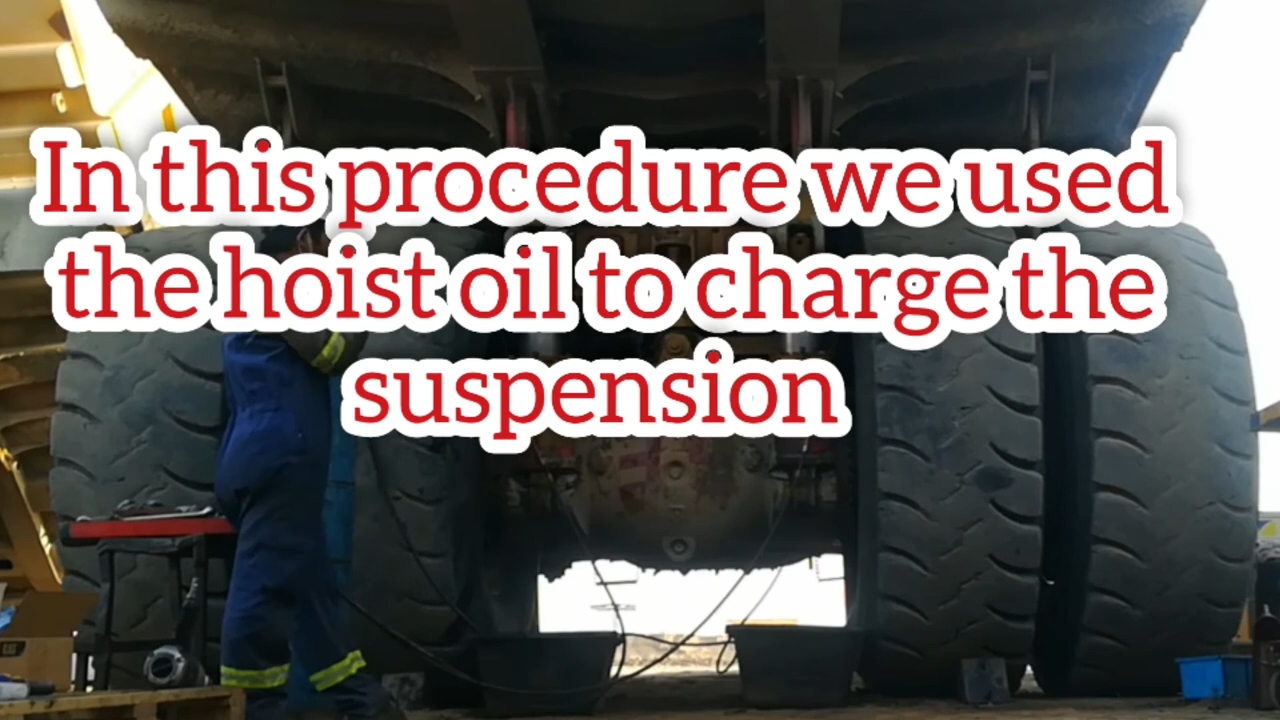 In this procedure we used
the hoist oil to charge the
suspension